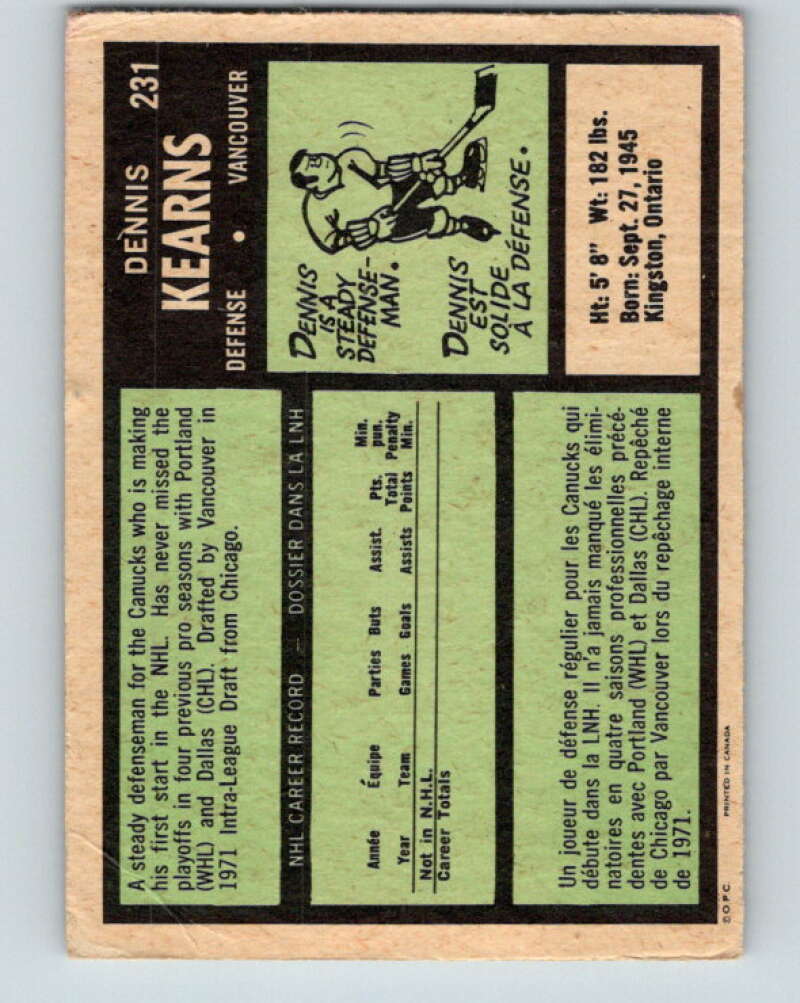 DENNIS 231
KEARNS
DEFENSE • VANCOUVER
A steady defenseman for the Canucks who is making
his first start in the NHL. Has never missed the
playoffs in four previous pro seasons with Portland
(WHL) and Dallas (CHL). Drafted by Vancouver in
1971 Intra-League Draft from Chicago.
DENNIS
IS A
STEADY
DEFENSE-
MAN.
DENNIS
EST
SOLIDE
À LA DÉFENSE.
NHL CAREER RECORD — DOSSIER DANS LA LNH
Min.
Pts. pun.
Année Équipe Parties Buts Assist. Total Penalty
Year Team Games Goals Assists Points Min.
Not in N.H.L.
Career Totals
Ht: 5' 8" Wt: 182 lbs.
Born: Sept. 27, 1945
Kingston, Ontario
Un joueur de défense régulier pour les Canucks qui
débute dans la LNH. Il n'a jamais manqué les élimi-
natoires en quatre saisons professionnelles précé-
dentes avec Portland (WHL) et Dallas (CHL). Repêché
de Chicago par Vancouver lors du repêchage interne
de 1971.
© O.P.C. PRINTED IN CANADA